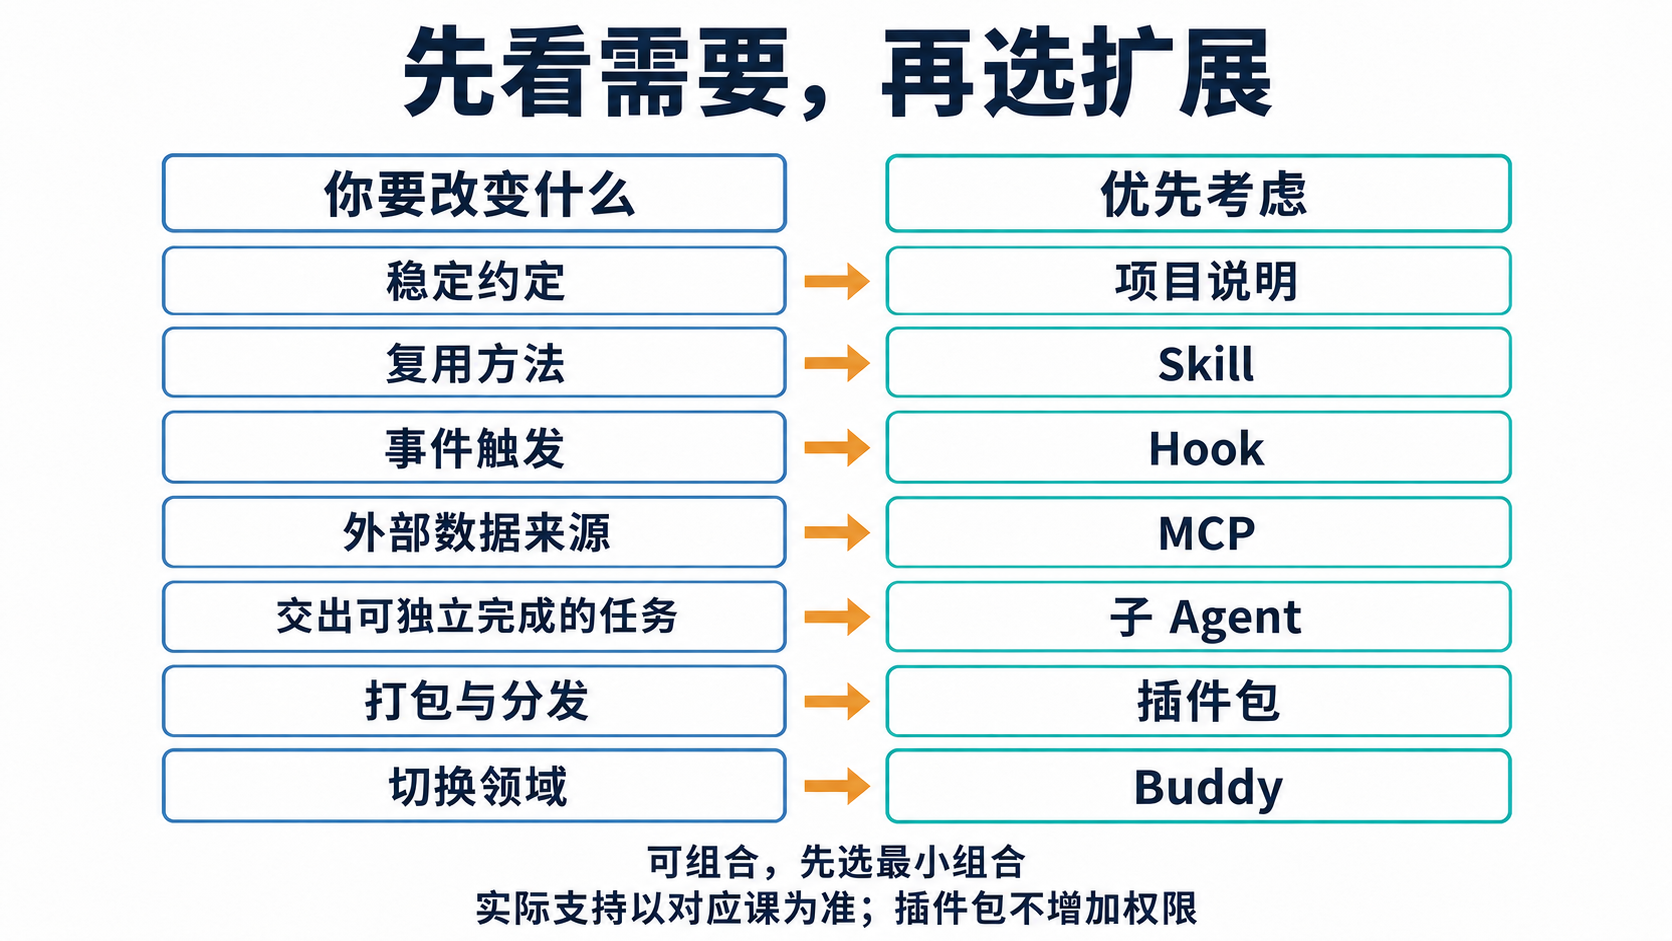 先看需要，再选扩展
你要改变什么 优先考虑
稳定约定 项目说明
复用方法 Skill
事件触发 Hook
外部数据来源 MCP
交出可独立完成的任务 子 Agent
打包与分发 插件包
切换领域 Buddy
可组合，先选最小组合
实际支持以对应课为准；插件包不增加权限